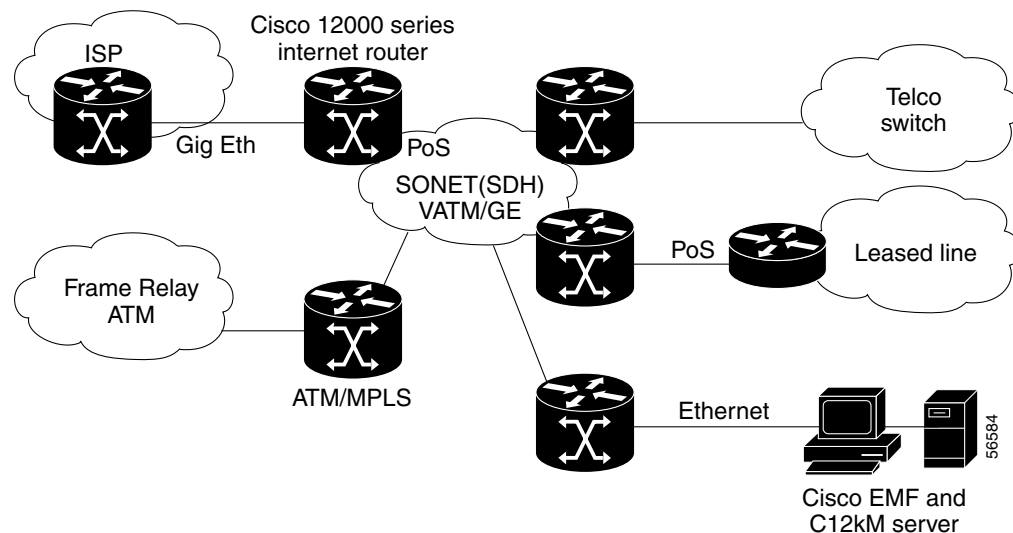 Cisco 12000 series
internet router
ISP
Gig Eth
PoS
SONET(SDH)
VATM/GE
Telco
switch
PoS
Leased line
Frame Relay
ATM
ATM/MPLS
Ethernet
56584
Cisco EMF and
C12kM server